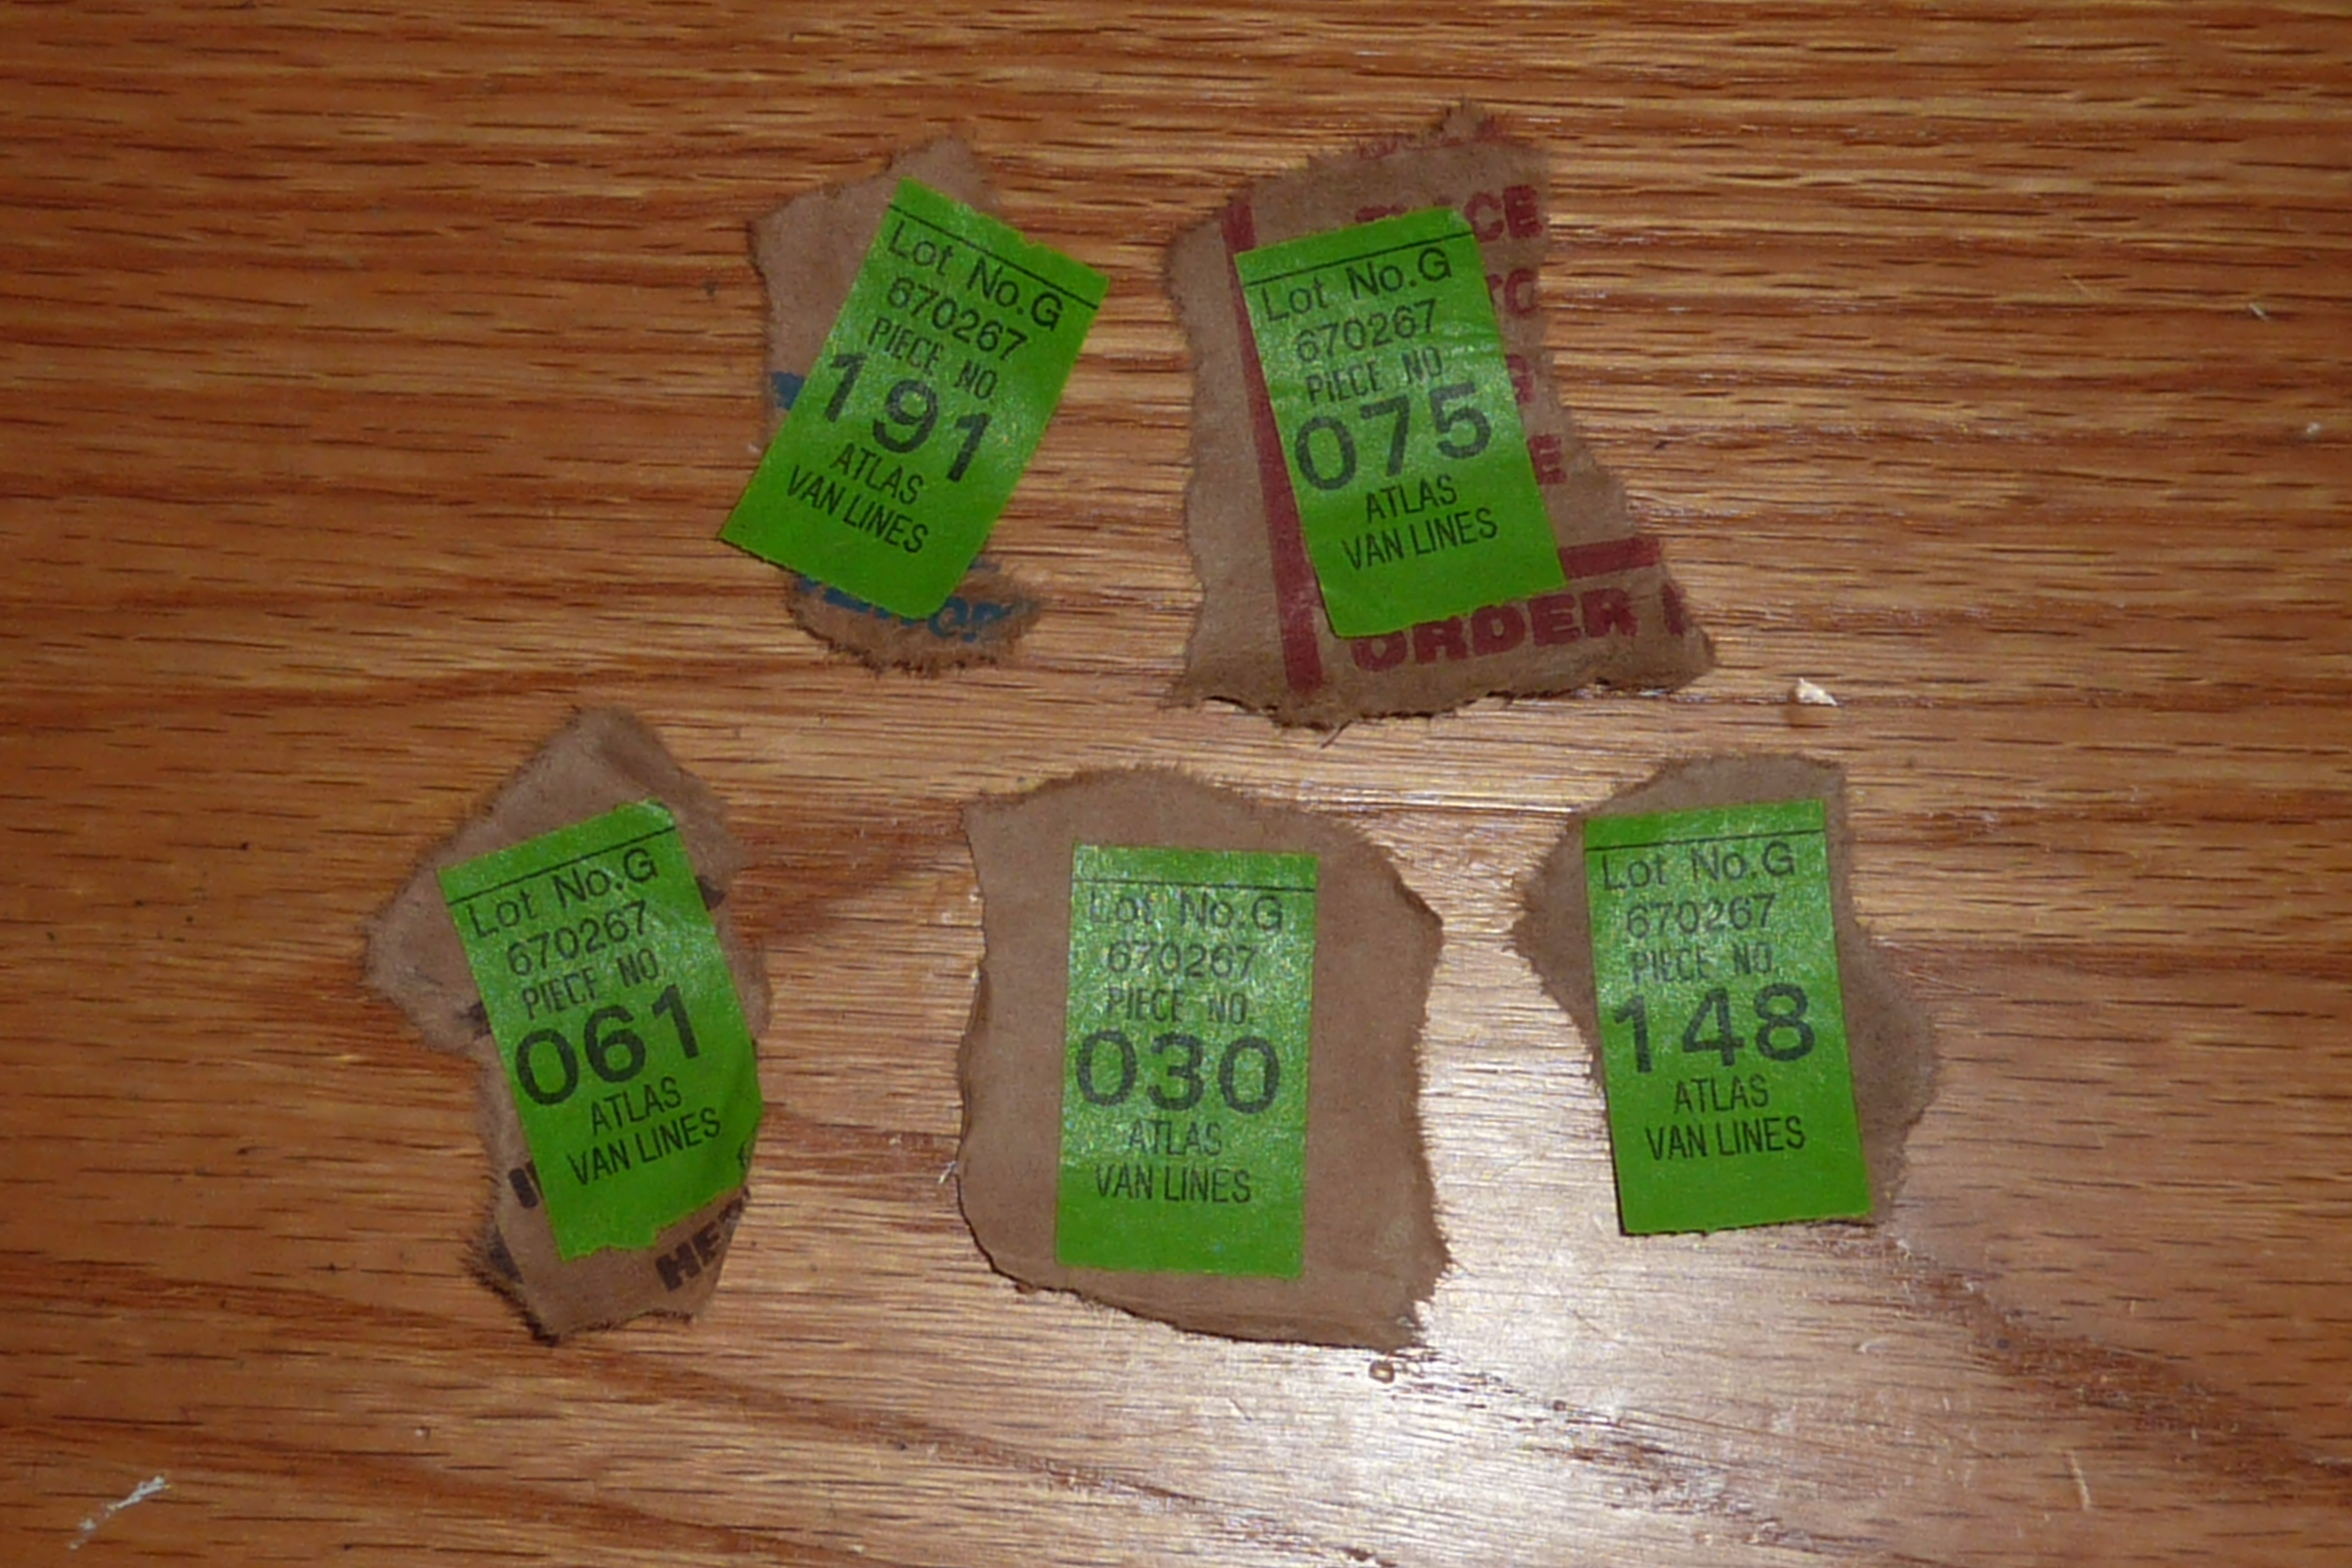 Lot No.G
670267
PIECE NO.
191
ATLAS
VAN LINES
Lot No.G
670267
PIECE NO.
075
ATLAS
VAN LINES
ORDER
Lot No.G
670267
PIECE NO.
061
ATLAS
VAN LINES
Lot No.G
670267
PIECE NO.
030
ATLAS
VAN LINES
Lot No.G
670267
PIECE NO.
148
ATLAS
VAN LINES